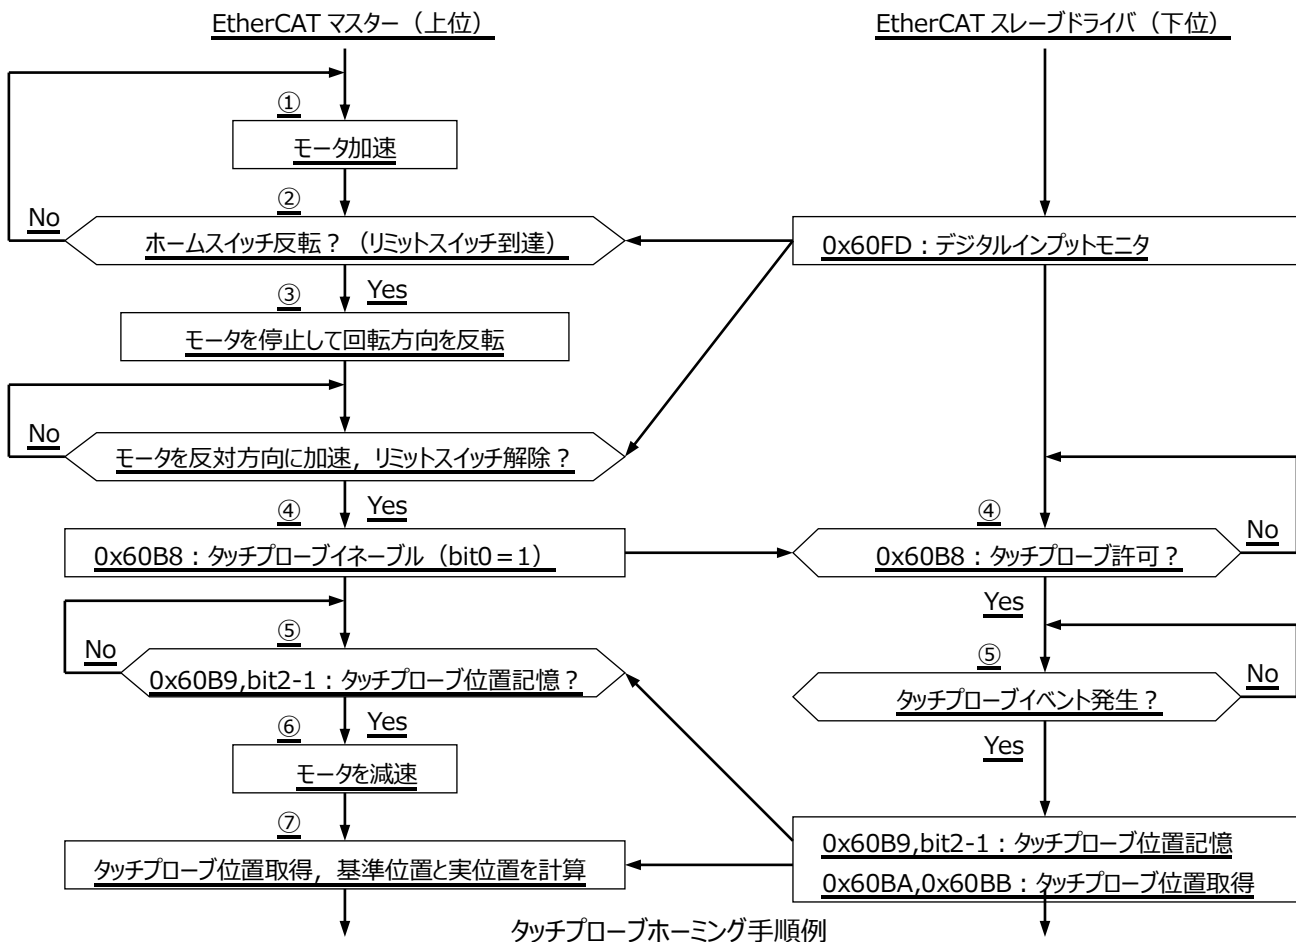 EtherCAT マスター（上位）
EtherCAT スレーブドライバ（下位）
①
モータ加速
②
No
ホームスイッチ反転？（リミットスイッチ到達）
0x60FD：デジタルインプットモニタ
Yes
③
モータを停止して回転方向を反転
No
モータを反対方向に加速，リミットスイッチ解除？
Yes
④
④
No
0x60B8：タッチプローブイネーブル（bit0＝1）
0x60B8：タッチプローブ許可？
Yes
⑤
⑤
No
No
0x60B9,bit2-1：タッチプローブ位置記憶？
タッチプローブイベント発生？
Yes
Yes
⑥
モータを減速
⑦
0x60B9,bit2-1：タッチプローブ位置記憶
タッチプローブ位置取得，基準位置と実位置を計算
0x60BA,0x60BB：タッチプローブ位置取得
タッチプローブホーミング手順例